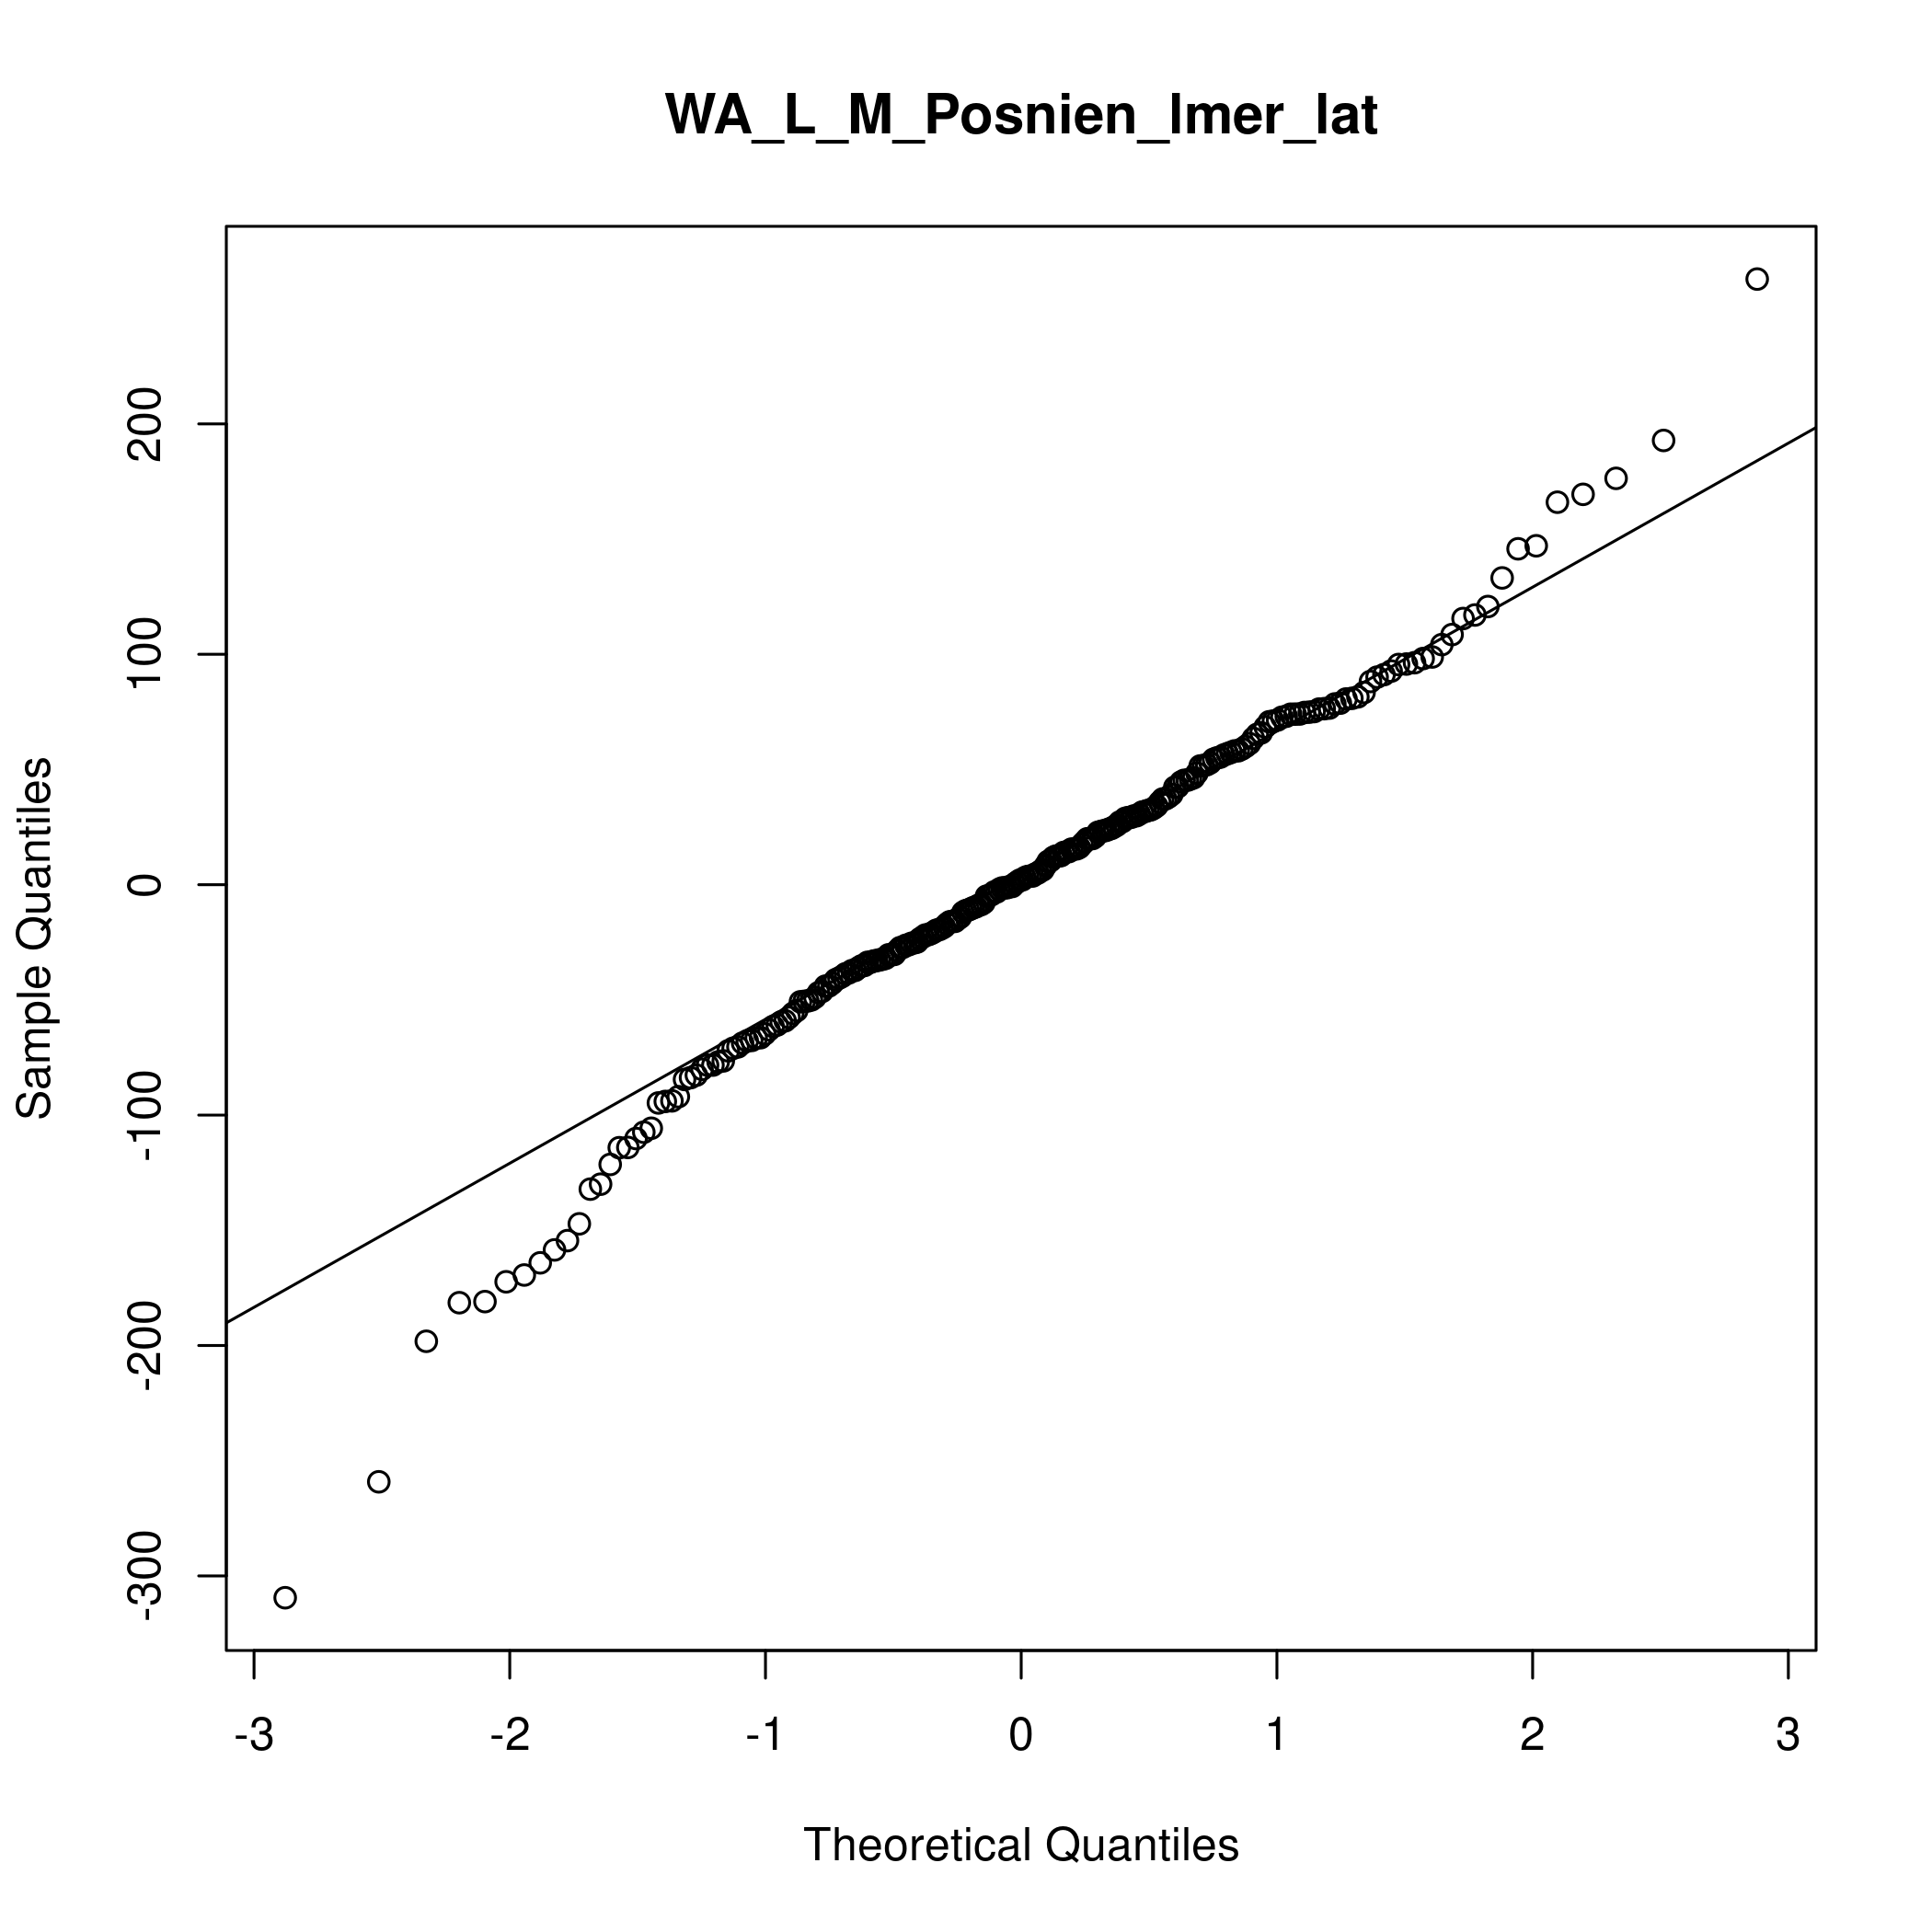 WA_L_M_Posnien_lmer_lat
200
100
0
-100
-200
-300
Sample Quantiles
-3 -2 -1 0 1 2 3
Theoretical Quantiles